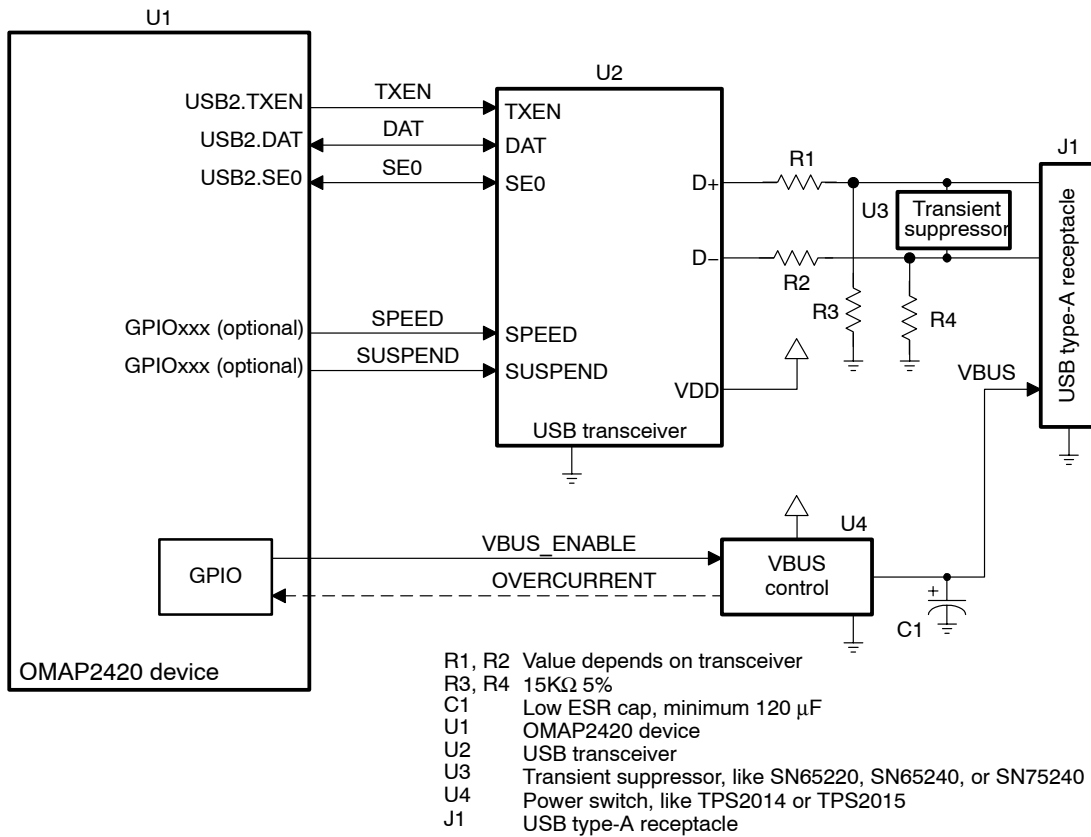 U1
U2
USB2.TXEN
TXEN
TXEN
USB2.DAT
DAT
DAT
USB2.SE0
SE0
SE0
R1
J1
D+
U3
Transient
suppressor
D−
R2
R3
R4
USB type-A receptacle
GPIOxxx (optional)
SPEED
SPEED
GPIOxxx (optional)
SUSPEND
SUSPEND
VBUS
VDD
USB transceiver
U4
GPIO
VBUS_ENABLE
OVERCURRENT
VBUS
control
+
C1
OMAP2420 device
R1, R2 Value depends on transceiver
R3, R4 15KΩ 5%
C1 Low ESR cap, minimum 120 μF
U1 OMAP2420 device
U2 USB transceiver
U3 Transient suppressor, like SN65220, SN65240, or SN75240
U4 Power switch, like TPS2014 or TPS2015
J1 USB type-A receptacle